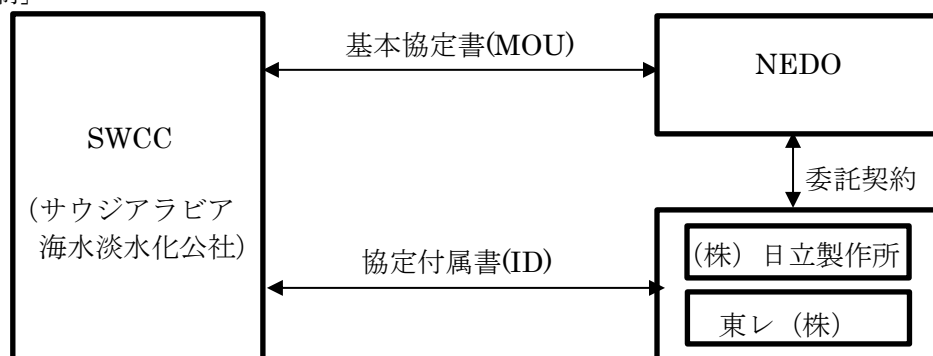 基本協定書(MOU)
NEDO
SWCC
(サウジアラビア
海水淡水化公社)
委託契約
(株)日立製作所
協定付属書(ID)
東レ(株)